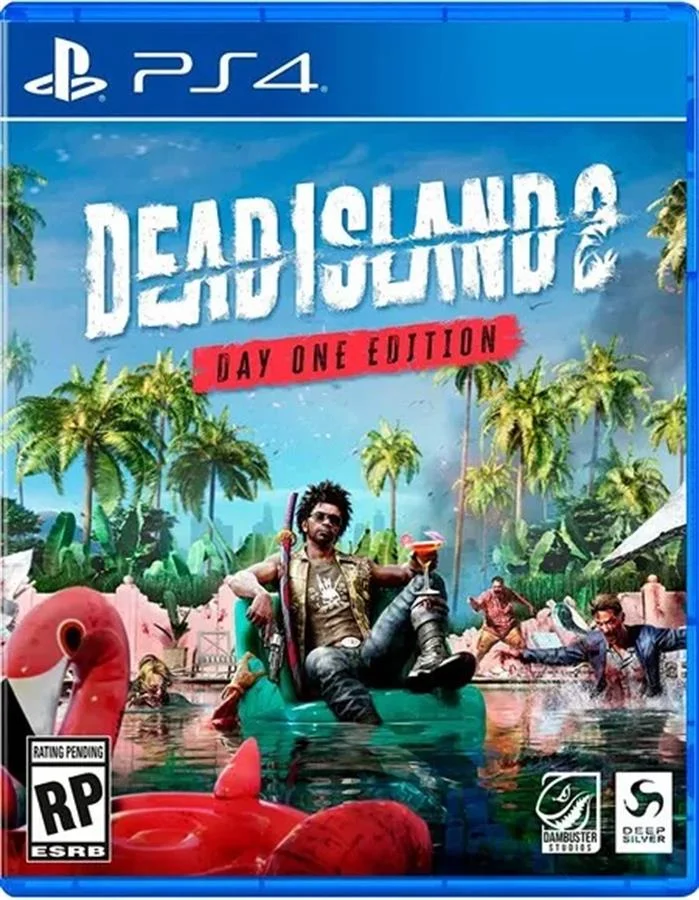 PS4
DEAD ISLAND 2
DAY ONE EDITION
RATING PENDING
RP
ESRB
DAMBUSTER
STUDIOS
DEEP
SILVER